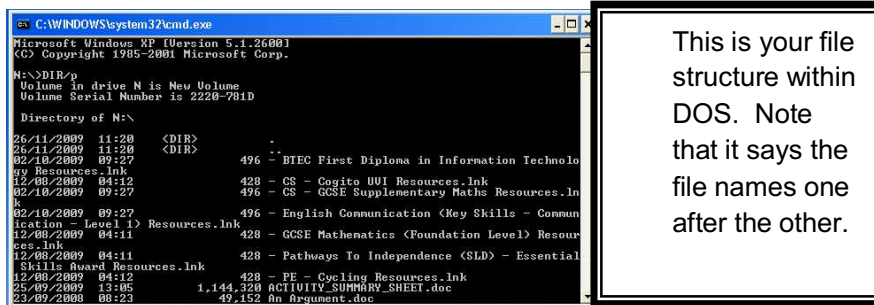 C:\WINDOWS\system32\cmd.exe
Microsoft Windows XP [Version 5.1.2600]
(C) Copyright 1985-2001 Microsoft Corp.
N:\>DIR/p
Volume in drive N is New Volume
Volume Serial Number is 2220-781D
Directory of N:\
26/11/2009 11:20 <DIR> .
26/11/2009 11:20 <DIR> ..
02/10/2009 09:27 496 - BTEC First Diploma in Information Technolo
gy Resources.lnk
12/08/2009 04:12 428 - CS - Cogito UVI Resources.lnk
02/10/2009 09:27 496 - CS - GCSE Supplementary Maths Resources.ln
k
02/10/2009 09:27 496 - English Communication (Key Skills - Commun
ication - Level 1) Resources.lnk
12/08/2009 04:11 428 - GCSE Mathematics (Foundation Level) Resour
ces.lnk
12/08/2009 04:11 428 - Pathways To Independence (SLD) - Essential
Skills Award Resources.lnk
12/08/2009 04:12 428 - PE - Cycling Resources.lnk
25/09/2009 13:05 1,144,320 ACTIVITY_SUMMARY_SHEET.doc
23/09/2008 08:23 49,152 An Argument.doc
This is your file
structure within
DOS. Note
that it says the
file names one
after the other.